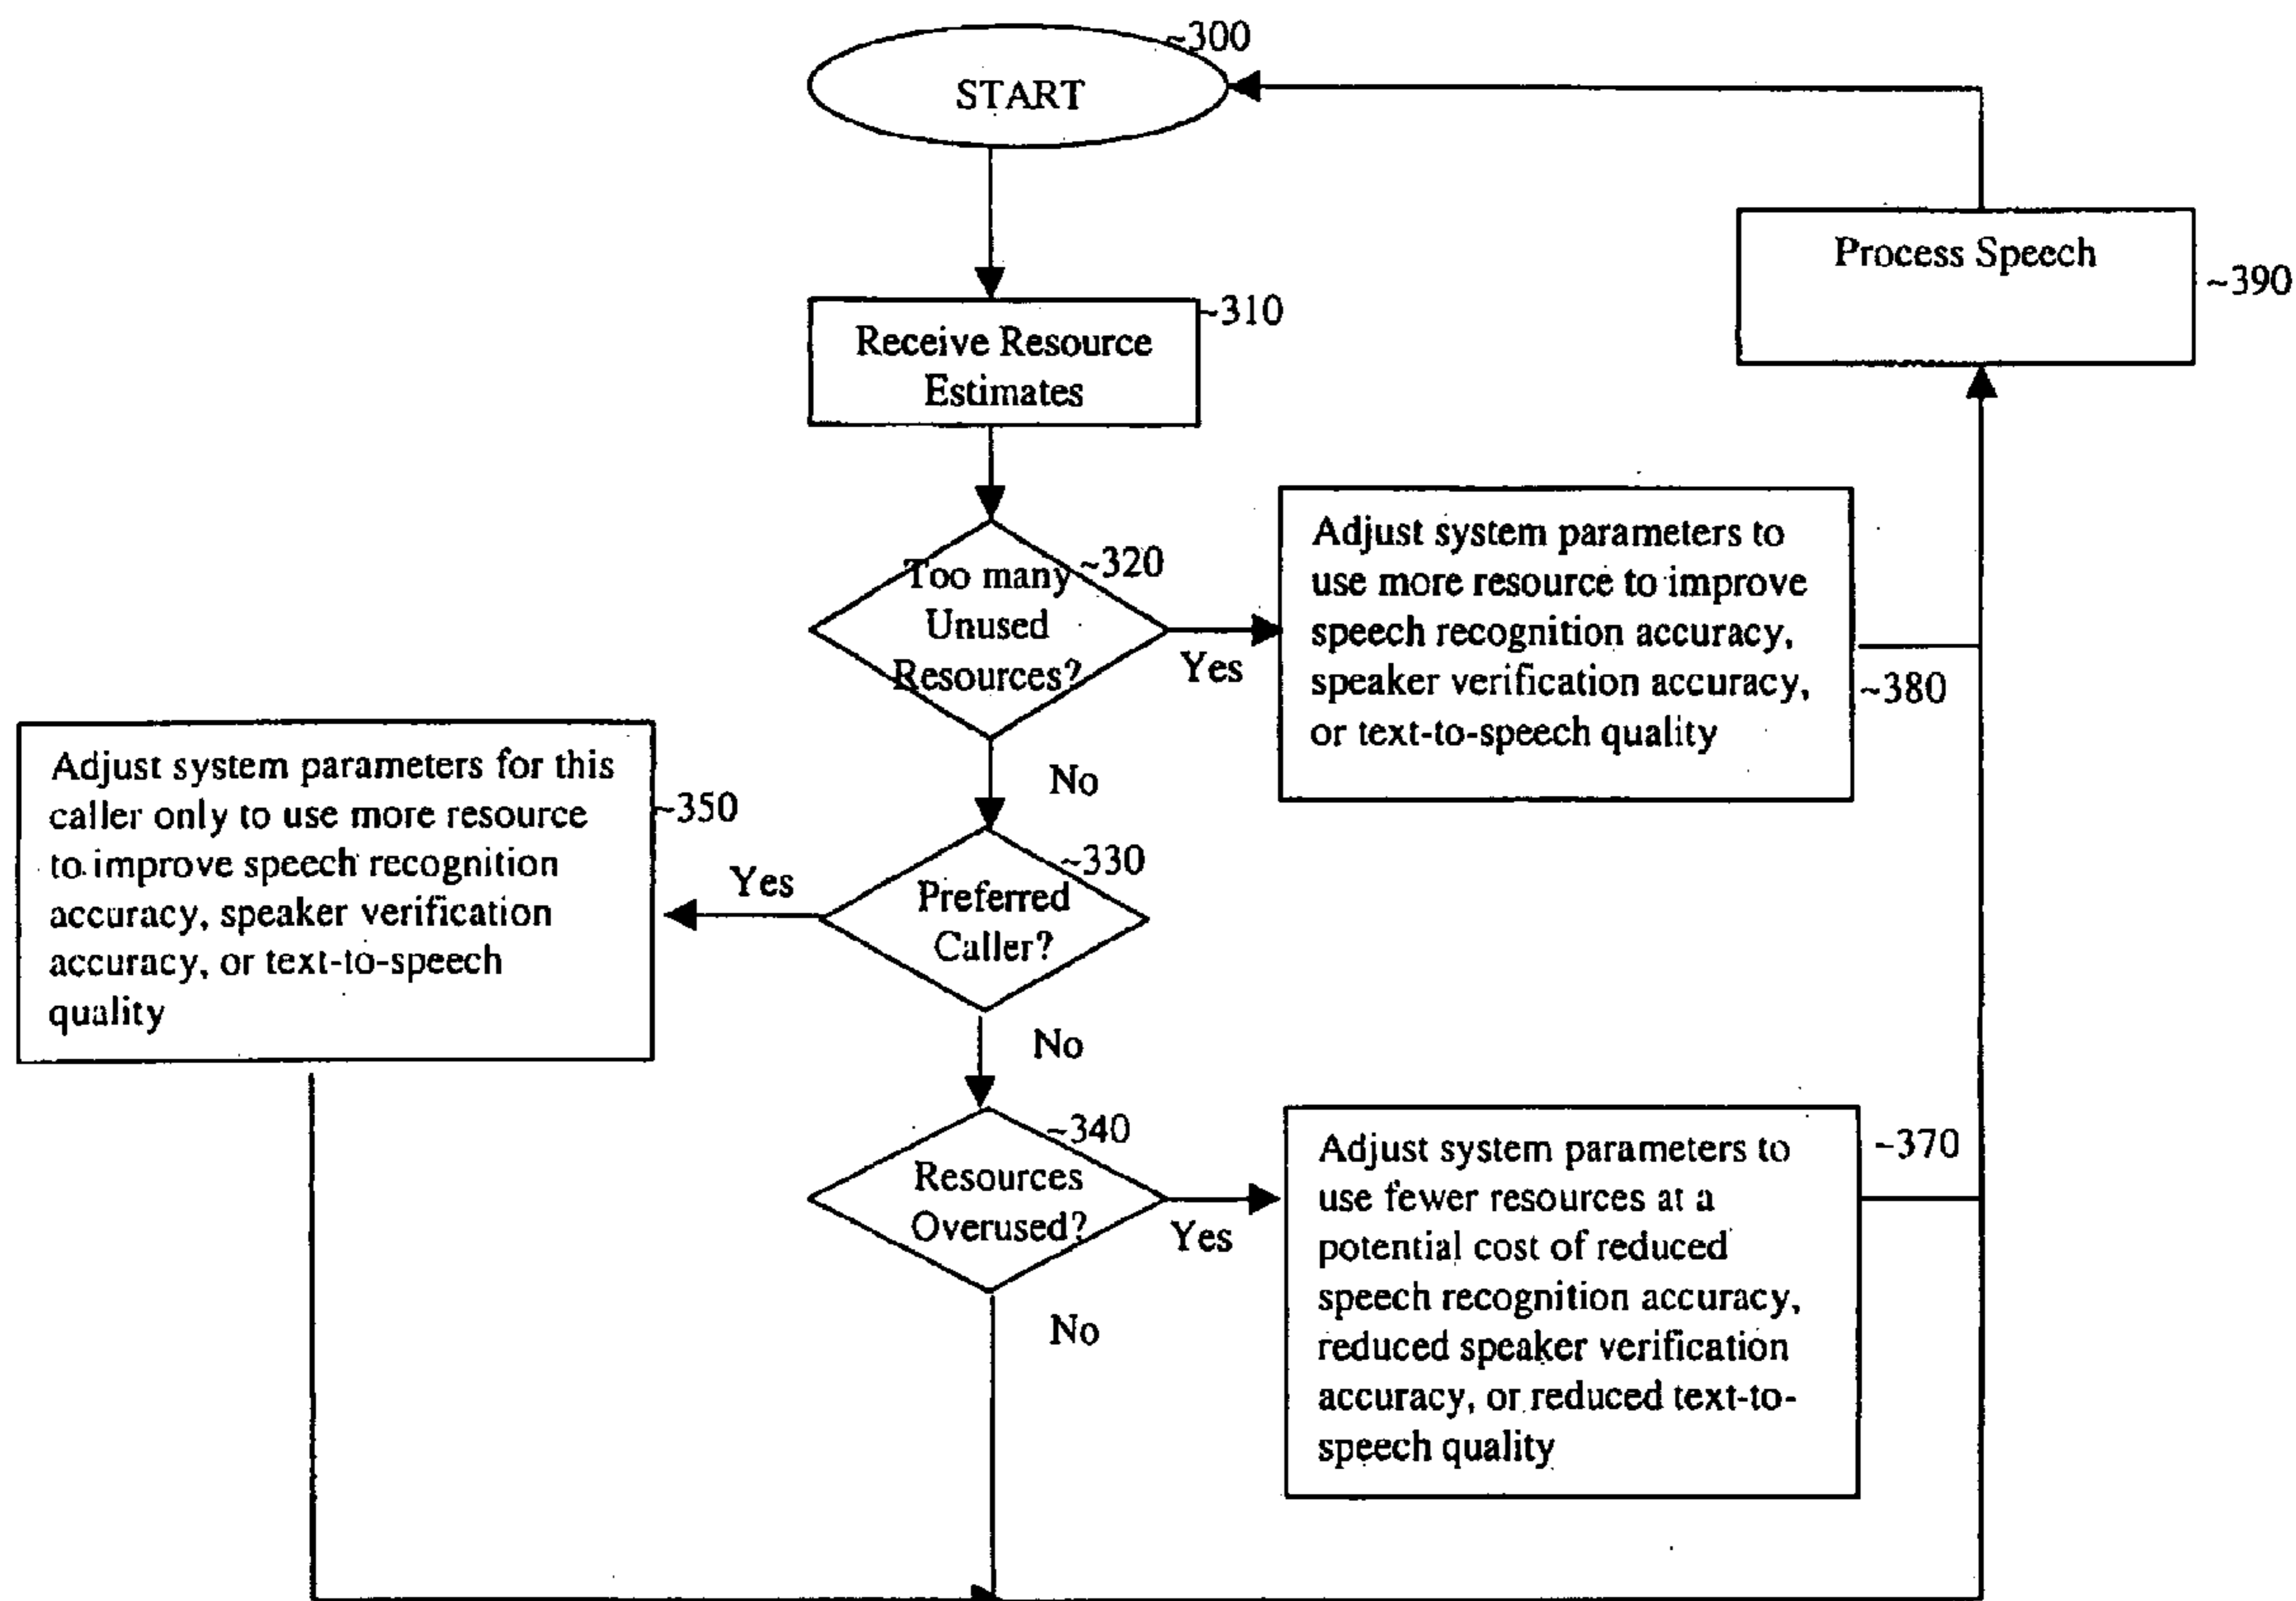 ~300
START
~310
Receive Resource
Estimates
Process Speech
~390
~320
Too many
Unused
Resources?
Yes
No
Adjust system parameters to
use more resource to improve
speech recognition accuracy,
speaker verification accuracy,
or text-to-speech quality
~380
Adjust system parameters for this
caller only to use more resource
to improve speech recognition
accuracy, speaker verification
accuracy, or text-to-speech
quality
~350
Yes
~330
Preferred
Caller?
No
~340
Resources
Overused?
Yes
No
Adjust system parameters to
use fewer resources at a
potential cost of reduced
speech recognition accuracy,
reduced speaker verification
accuracy, or reduced text-to-
speech quality
~370